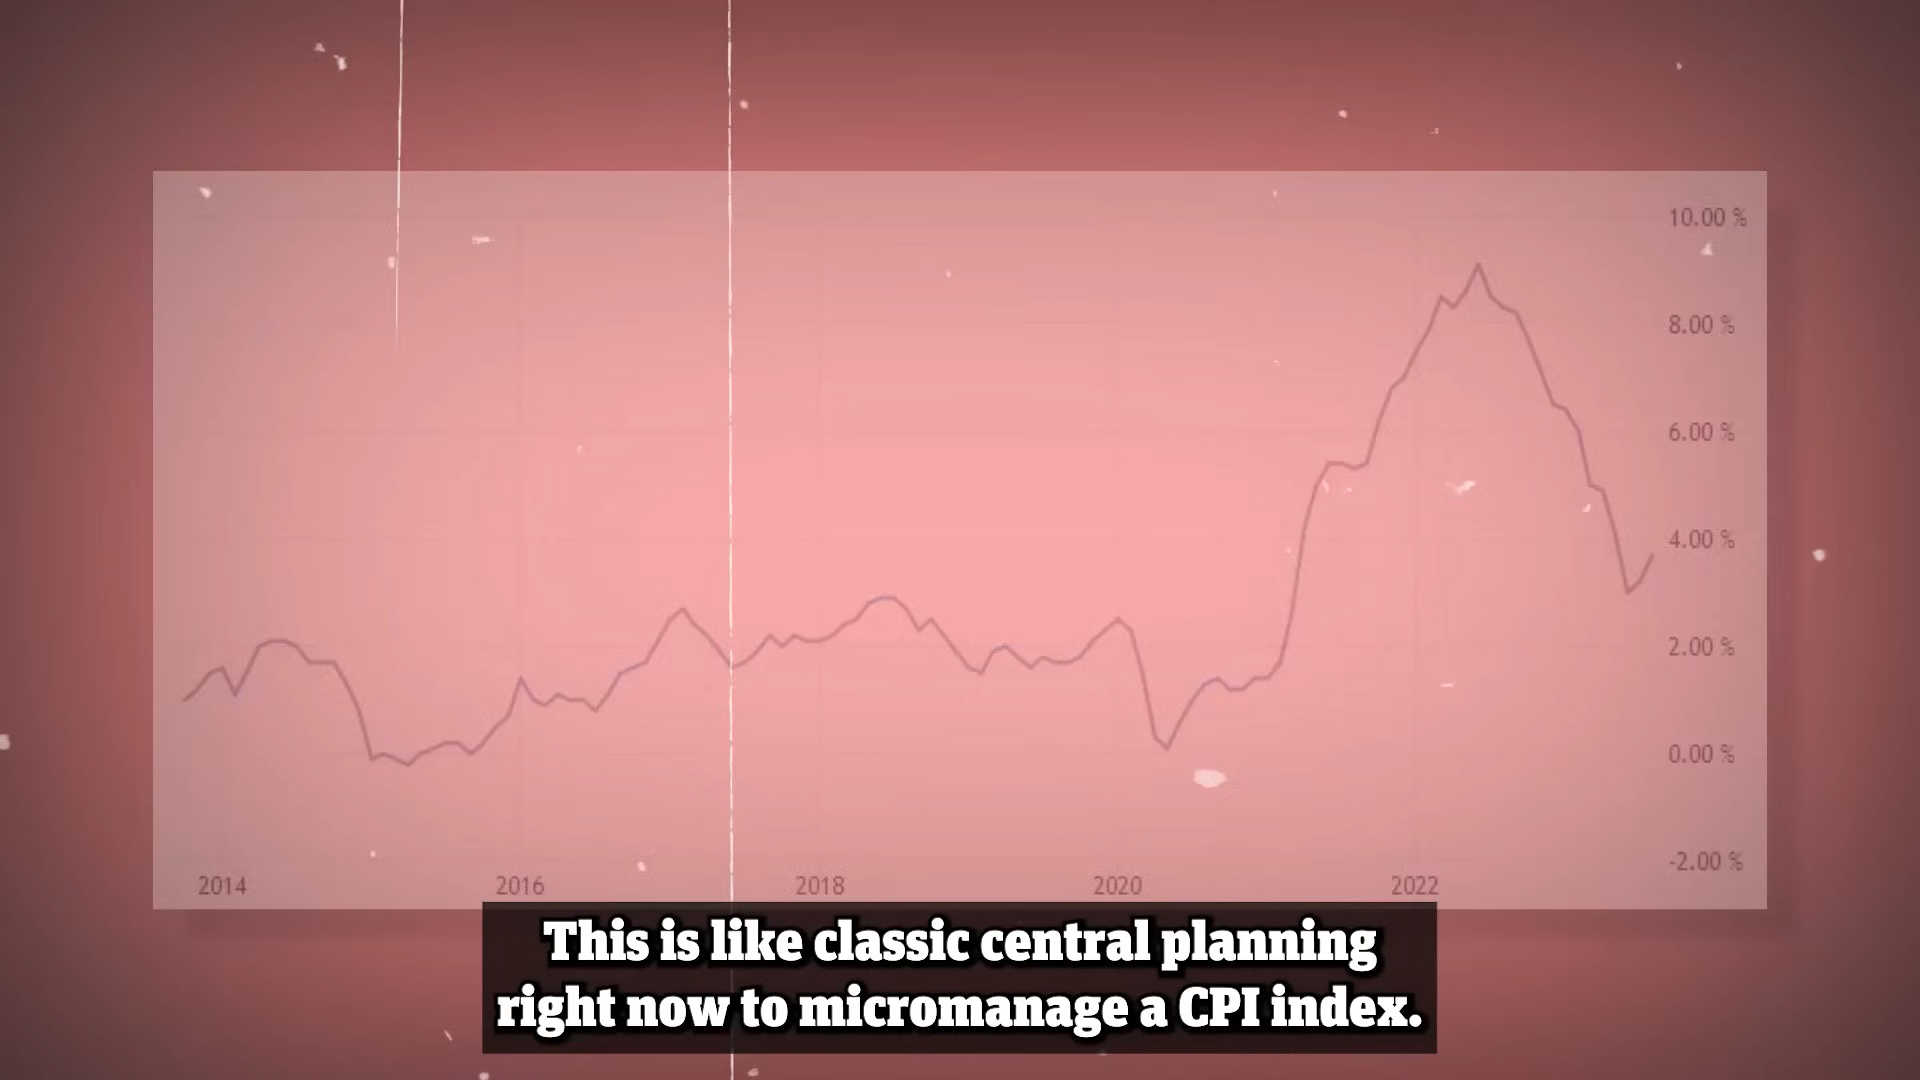 10.00 %
8.00 %
6.00 %
4.00 %
2.00 %
0.00 %
-2.00 %
2014 2016 2018 2020 2022
This is like classic central planning
right now to micromanage a CPI index.